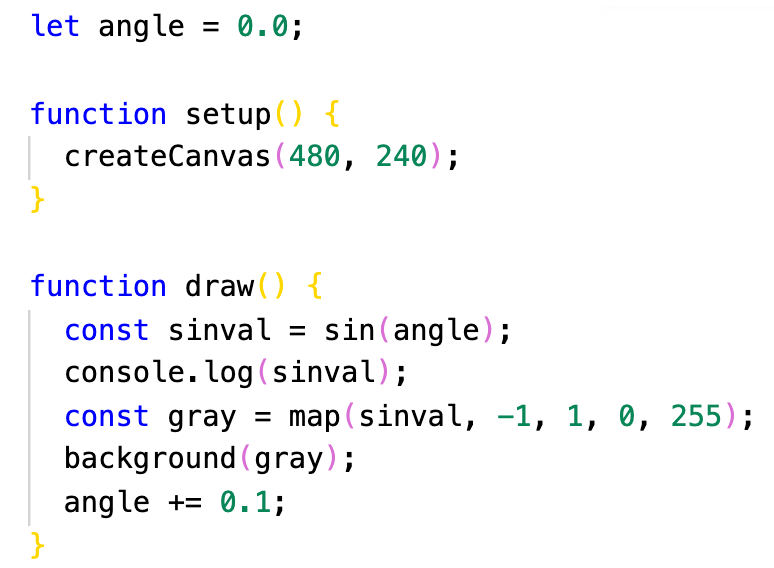 let angle = 0.0;

function setup() {
  createCanvas(480, 240);
}

function draw() {
  const sinval = sin(angle);
  console.log(sinval);
  const gray = map(sinval, -1, 1, 0, 255);
  background(gray);
  angle += 0.1;
}